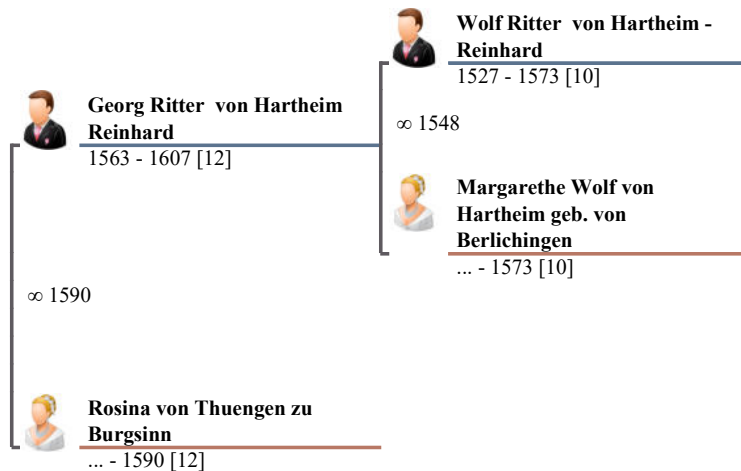 Wolf Ritter von Hartheim -
Reinhard
1527 - 1573 [10]
Georg Ritter von Hartheim
Reinhard
1563 - 1607 [12]
∞ 1548
Margarethe Wolf von
Hartheim geb. von
Berlichingen
... - 1573 [10]
∞ 1590
Rosina von Thuengen zu
Burgsinn
... - 1590 [12]